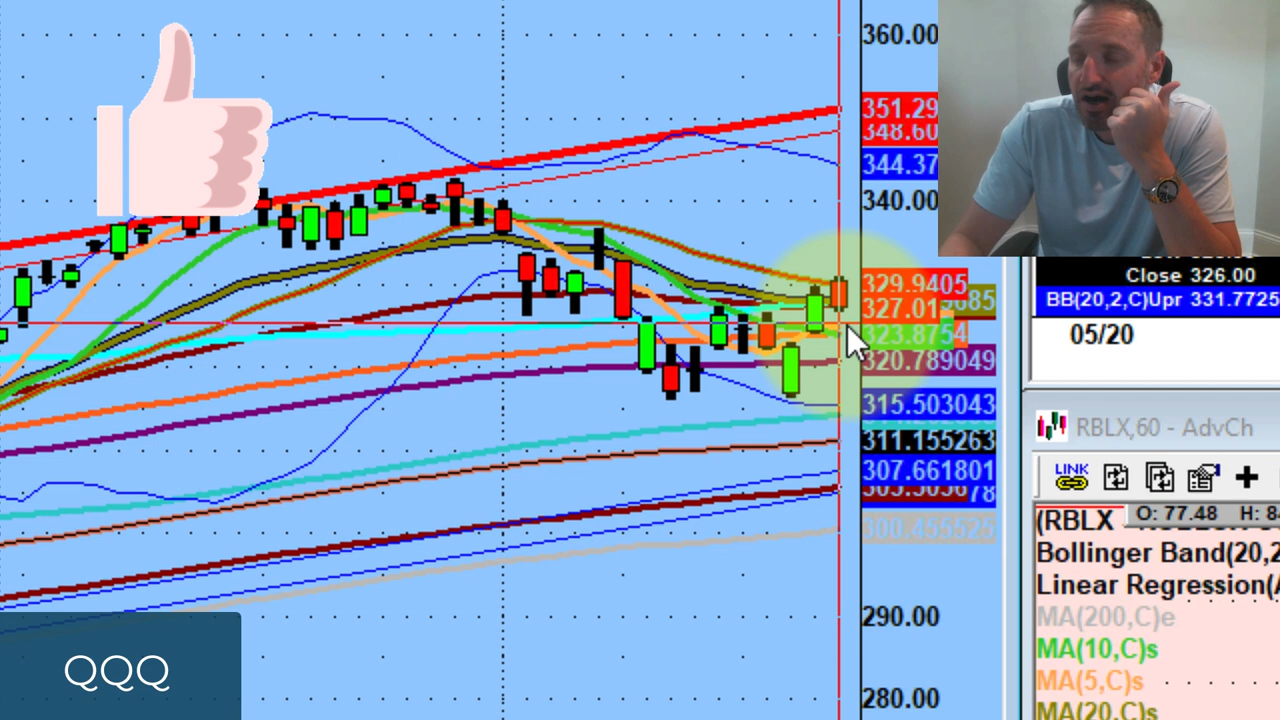 360.00
351.29
348.60
344.37
340.00
329.9405
327.01
323.8754
320.789049
315.503043
311.155263
307.661801
300.455525
290.00
280.00
QQQ
Close 326.00
BB(20,2,C)Upr 331.7725
05/20
RBLX,60 - AdvCh
LINK
(RBLX
O: 77.48 H: 8
Bollinger Band(20,2
Linear Regression(
MA(200,C)e
MA(10,C)s
MA(5,C)s
MA(20,C)s